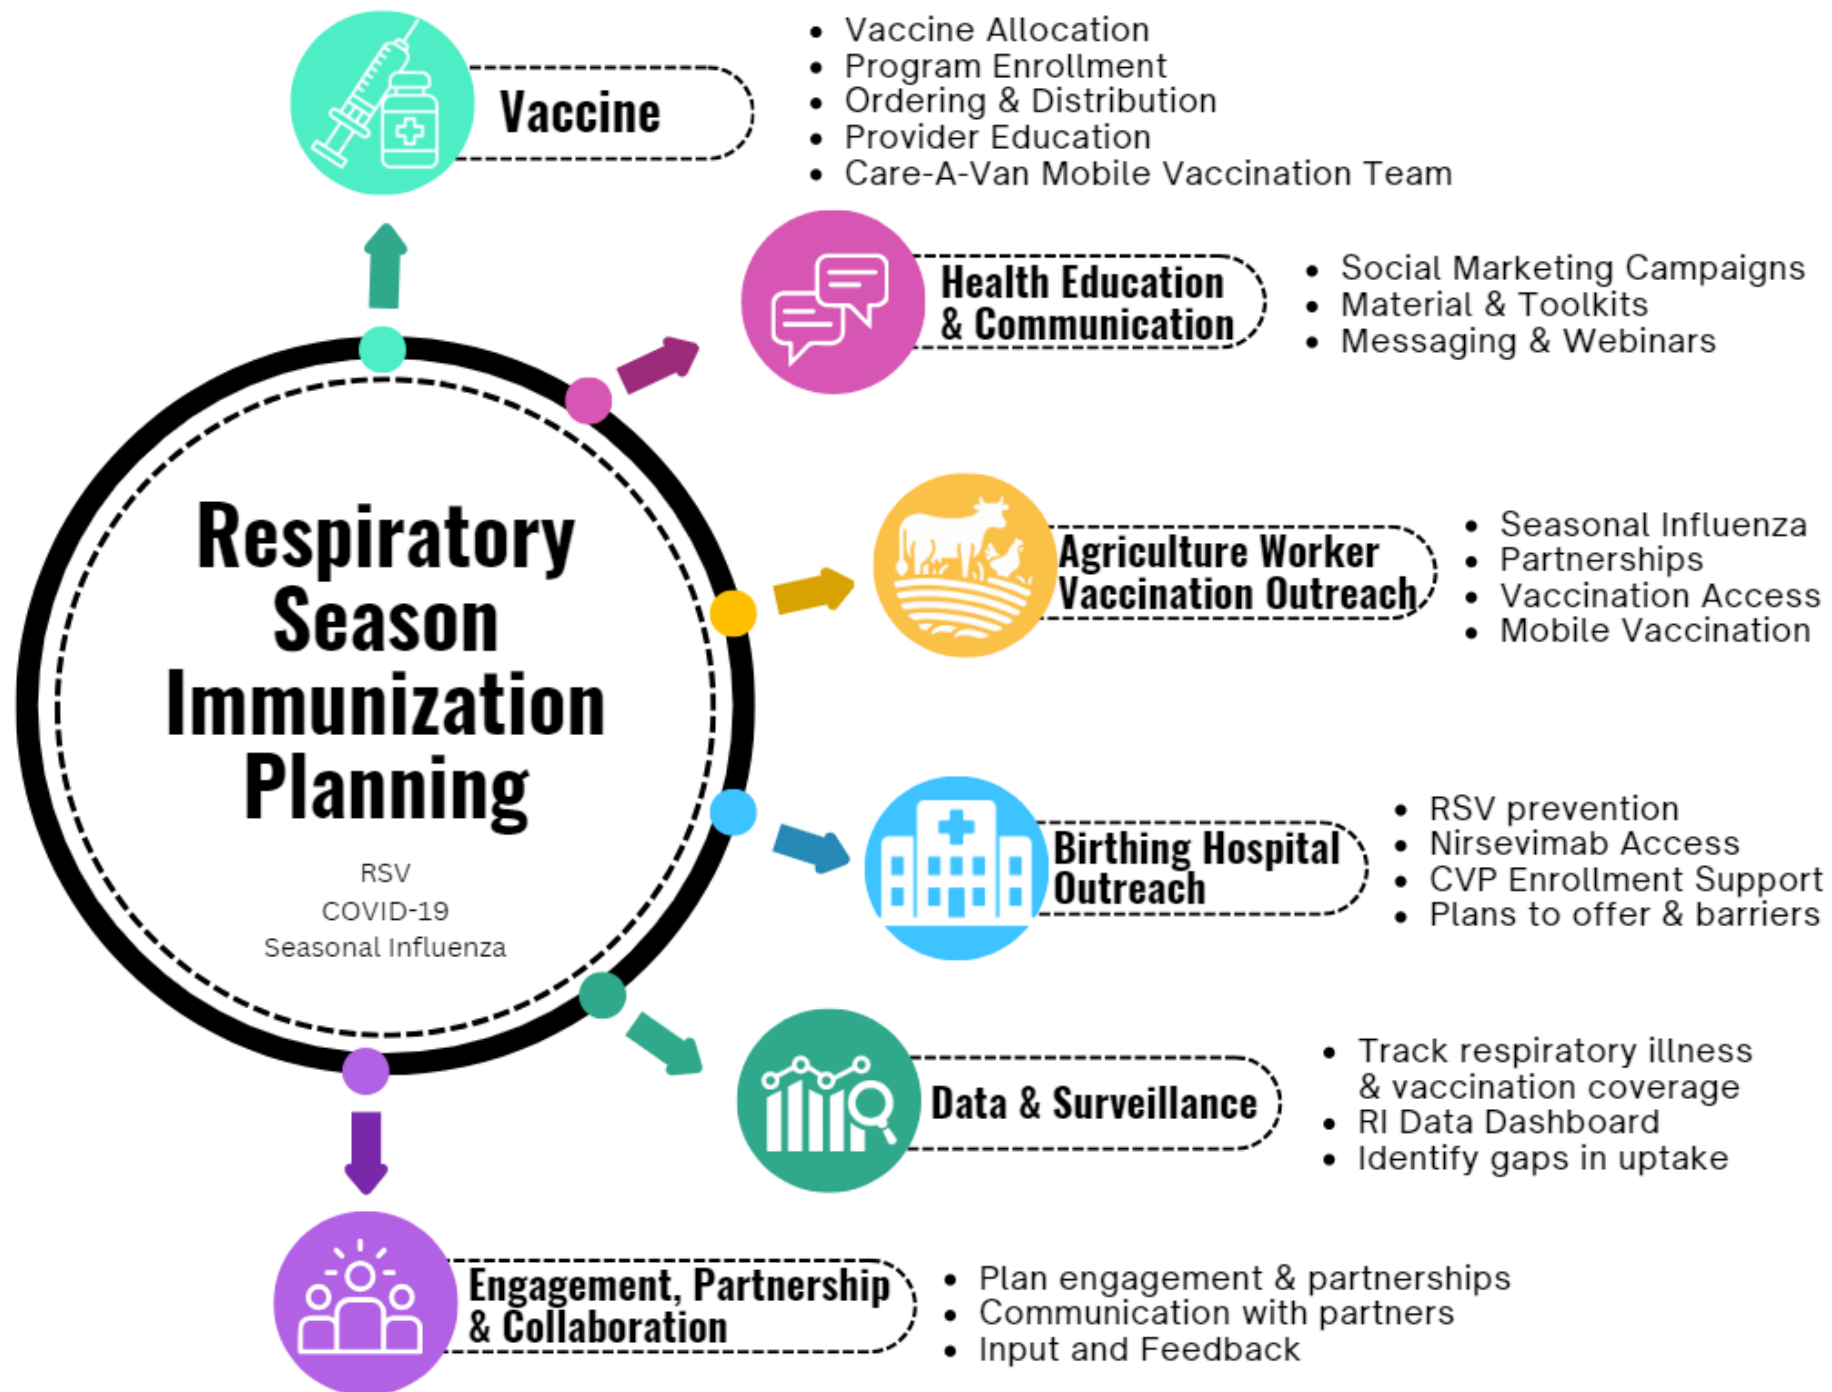 Vaccine
• Vaccine Allocation
• Program Enrollment
• Ordering & Distribution
• Provider Education
• Care-A-Van Mobile Vaccination Team
Health Education
& Communication
• Social Marketing Campaigns
• Material & Toolkits
• Messaging & Webinars
Respiratory
Season
Immunization
Planning
RSV
COVID-19
Seasonal Influenza
Agriculture Worker
Vaccination Outreach
• Seasonal Influenza
• Partnerships
• Vaccination Access
• Mobile Vaccination
Birthing Hospital
Outreach
• RSV prevention
• Nirsevimab Access
• CVP Enrollment Support
• Plans to offer & barriers
Data & Surveillance
• Track respiratory illness
& vaccination coverage
• RI Data Dashboard
• Identify gaps in uptake
Engagement, Partnership
& Collaboration
• Plan engagement & partnerships
• Communication with partners
• Input and Feedback